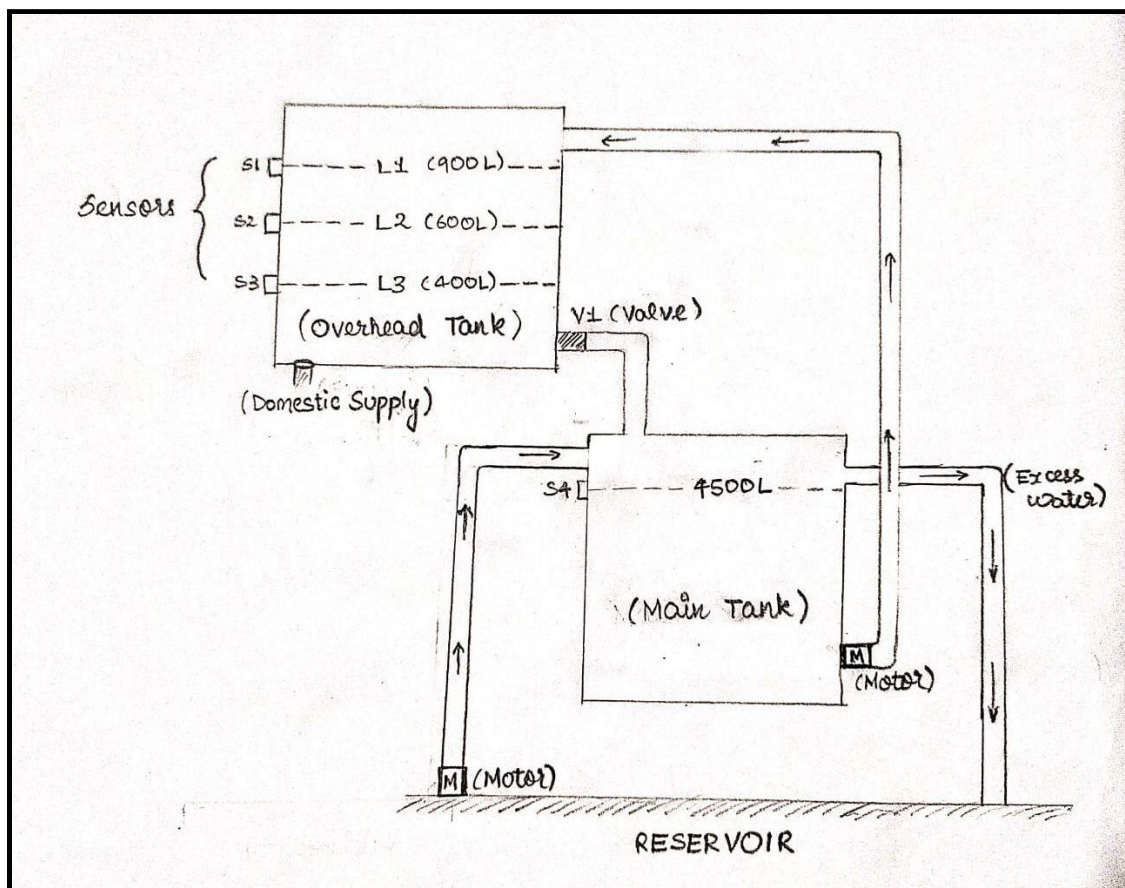 Sensors
S1
L1 (900L)
S2
L2 (600L)
S3
L3 (400L)
(Overhead Tank)
V1 (Valve)
(Domestic Supply)
S4
4500L
(Excess
water)
(Main Tank)
M
(Motor)
M (Motor)
RESERVOIR